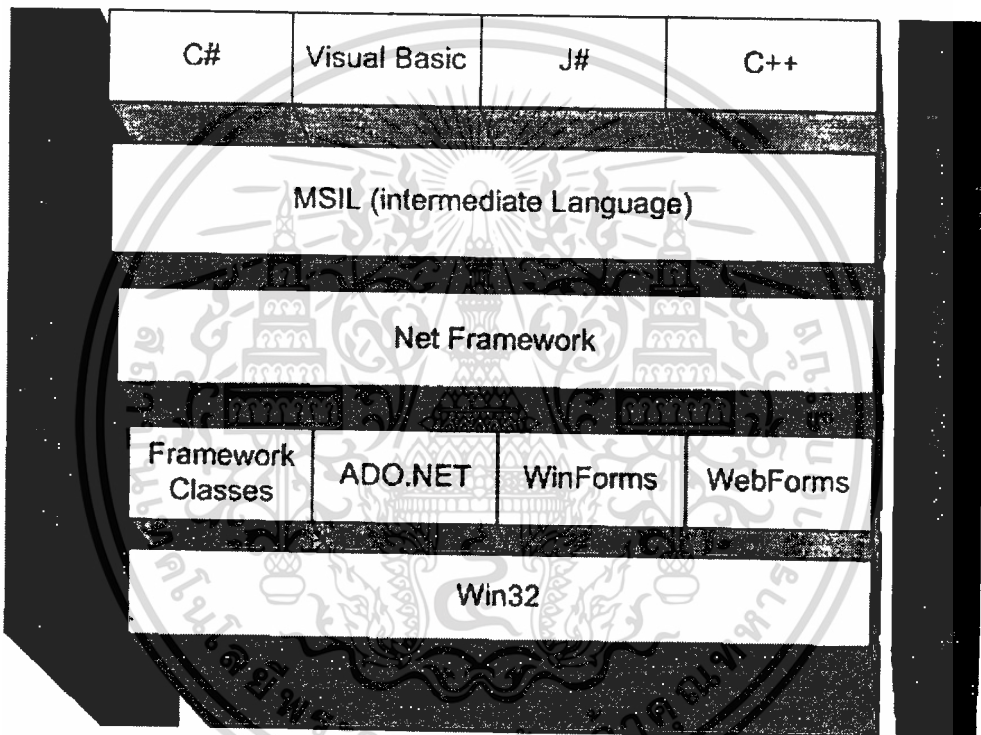 C# Visual Basic J# C++
MSIL (intermediate Language)
Net Framework
Framework
Classes
ADO.NET WinForms WebForms
Win32